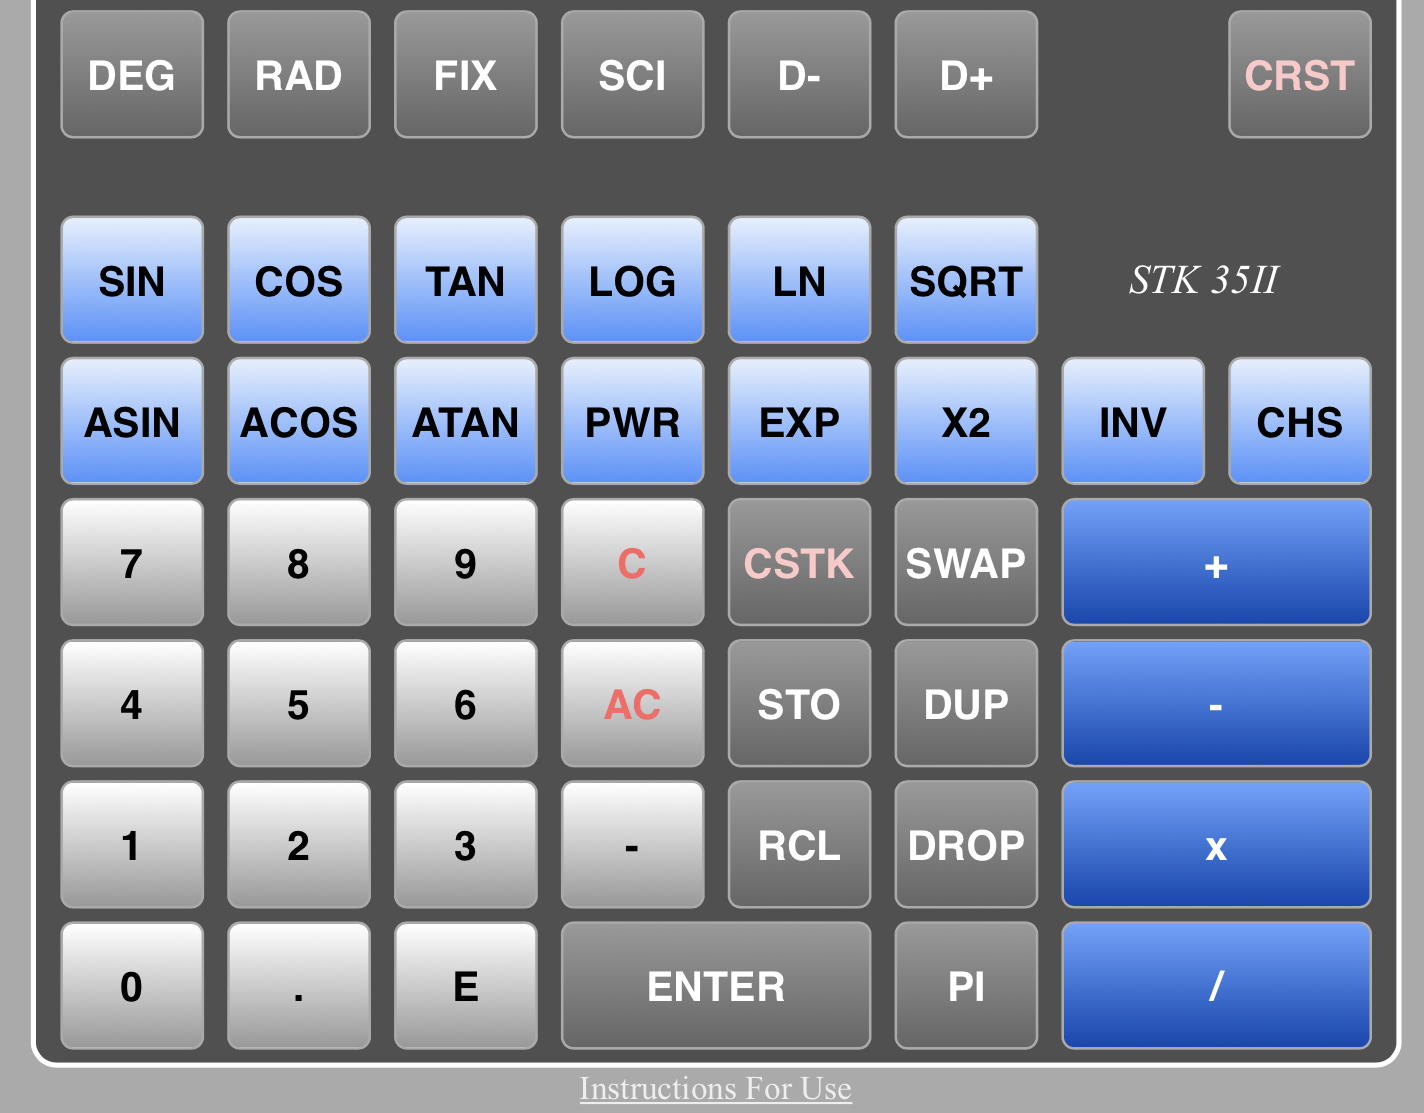 DEG RAD FIX SCI D- D+ CRST
SIN COS TAN LOG LN SQRT STK 35II
ASIN ACOS ATAN PWR EXP X2 INV CHS
7 8 9 C CSTK SWAP +
4 5 6 AC STO DUP -
1 2 3 - RCL DROP x
0 . E ENTER PI /
Instructions For Use